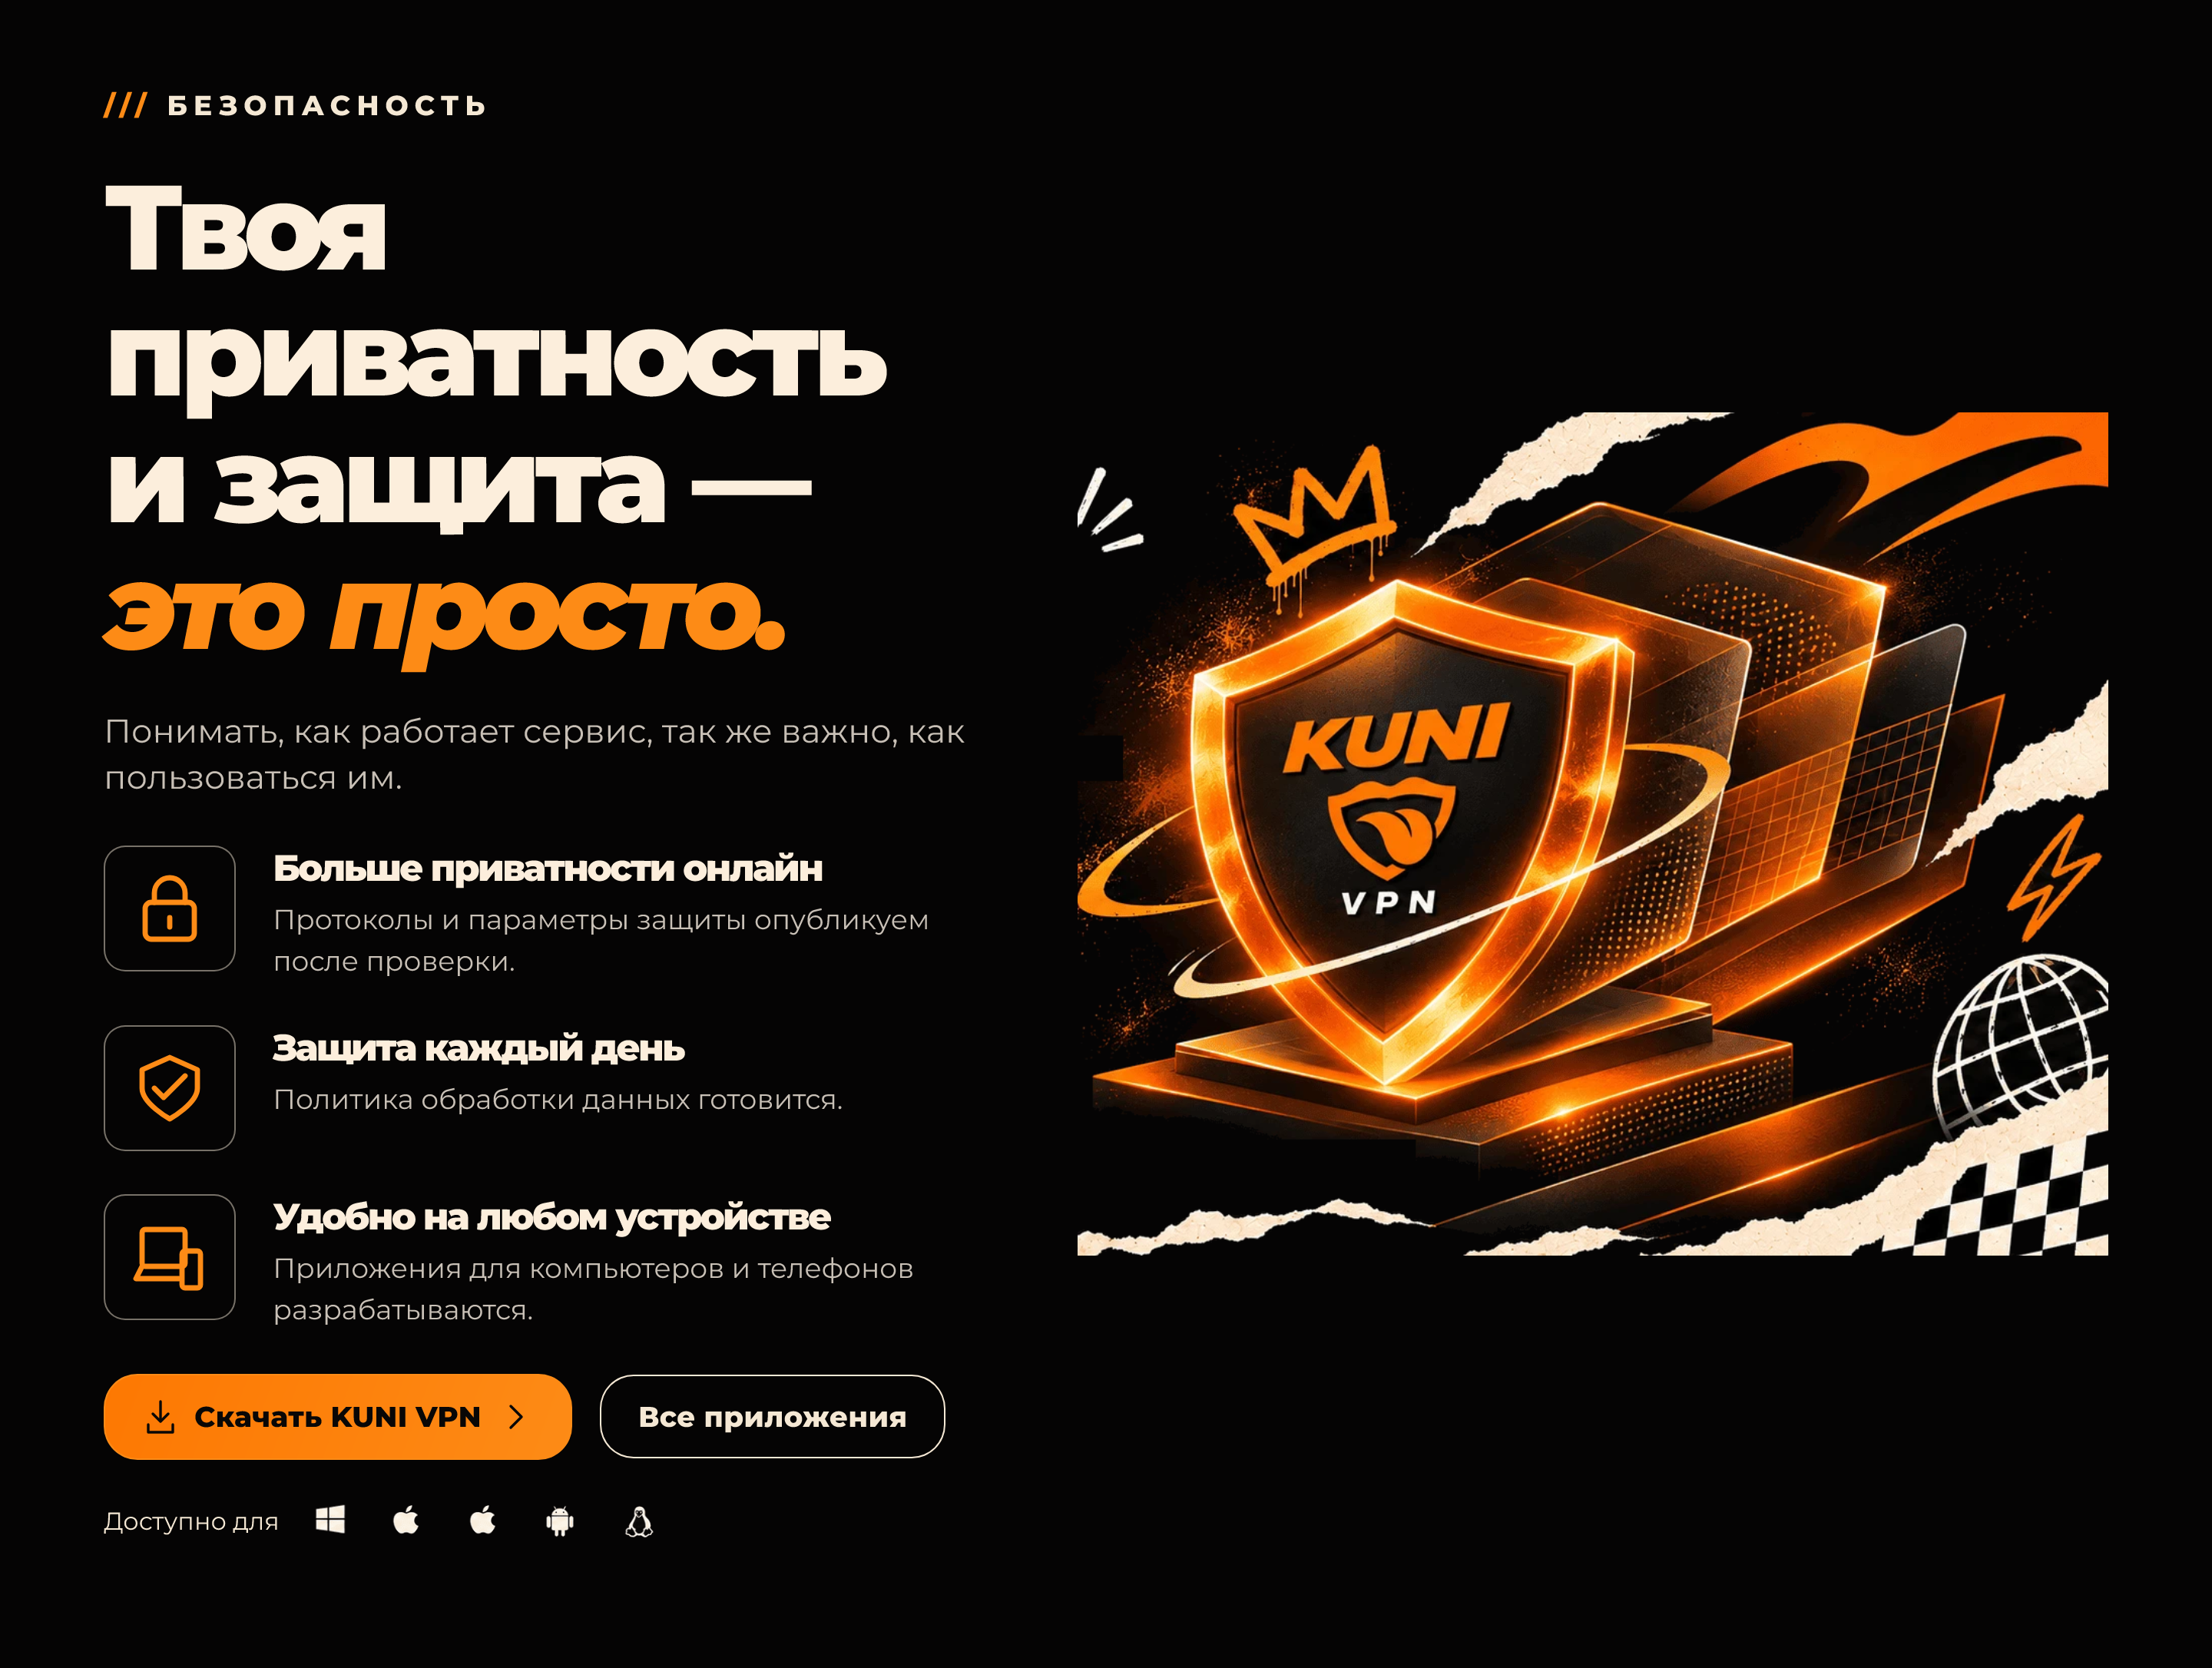 /// БЕЗОПАСНОСТЬ
Твоя
приватность
и защита —
это просто.
Понимать, как работает сервис, так же важно, как
пользоваться им.
Больше приватности онлайн
Протоколы и параметры защиты опубликуем
после проверки.
Защита каждый день
Политика обработки данных готовится.
Удобно на любом устройстве
Приложения для компьютеров и телефонов
разрабатываются.
Скачать KUNI VPN
Все приложения
Доступно для
KUNI
VPN